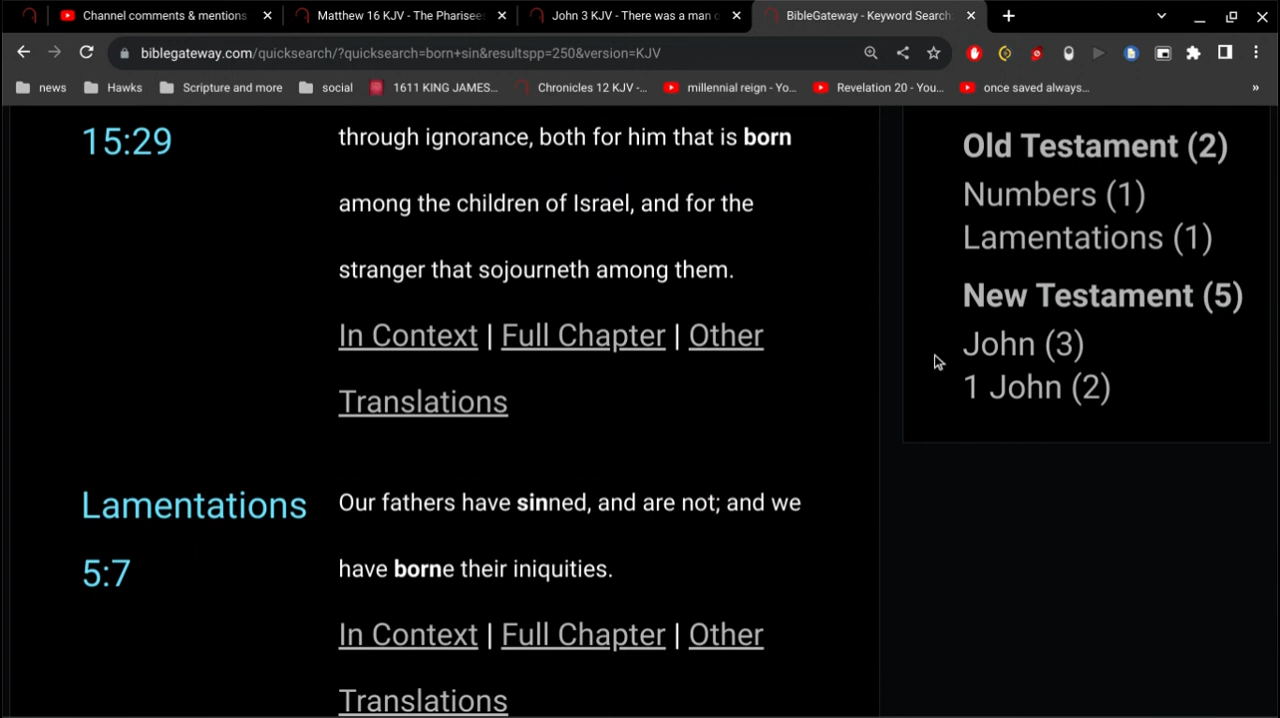 Channel comments & mentions
Matthew 16 KJV - The Pharisee
John 3 KJV - There was a man
BibleGateway - Keyword Search
biblegateway.com/quicksearch/?quicksearch=born+sin&resultspp=250&version=KJV
news
Hawks
Scripture and more
social
1611 KING JAMES...
Chronicles 12 KJV -...
millennial reign - Yo...
Revelation 20 - You...
once saved always...
»
15:29
through ignorance, both for him that is born
among the children of Israel, and for the
stranger that sojourneth among them.
In Context | Full Chapter | Other
Translations
Lamentations
5:7
Our fathers have sinned, and are not; and we
have borne their iniquities.
In Context | Full Chapter | Other
Translations
Old Testament (2)
Numbers (1)
Lamentations (1)
New Testament (5)
John (3)
1 John (2)